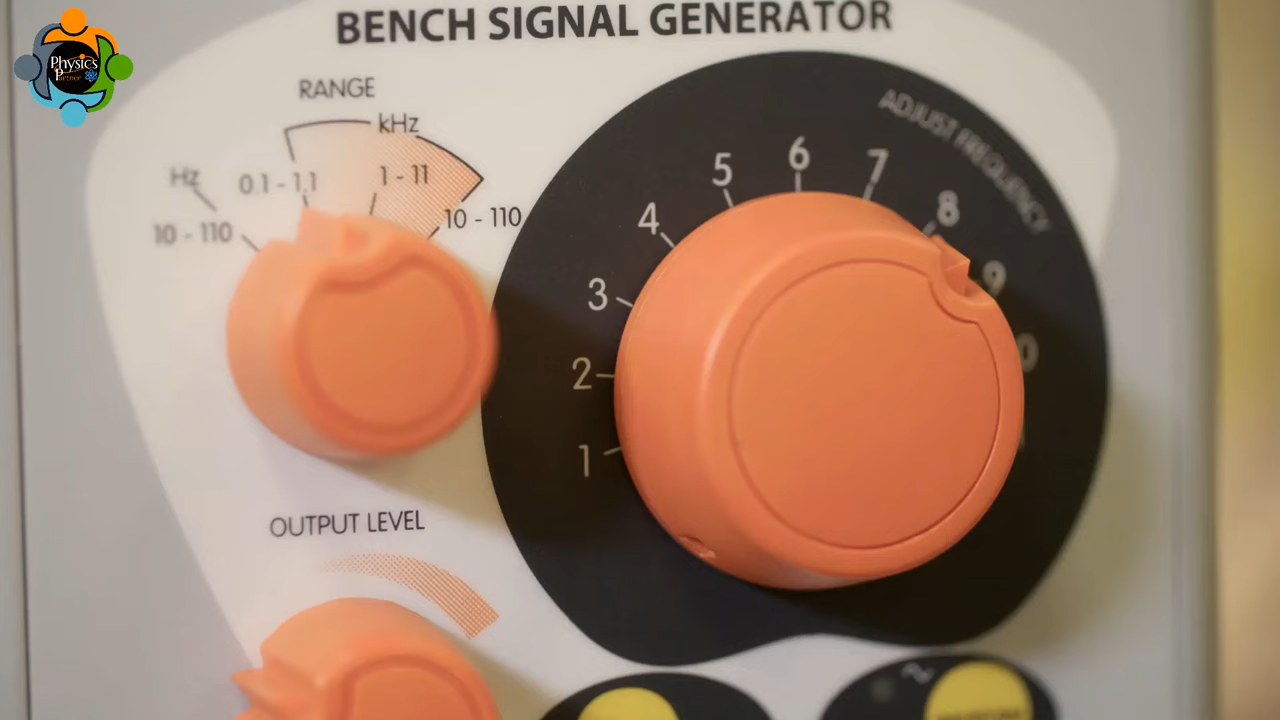 BENCH SIGNAL GENERATOR
Physics
Partner
RANGE
kHz
Hz
0.1 - 1.1
1 - 11
10 - 110
10 - 110
ADJUST FREQUENCY
1
2
3
4
5
6
7
8
9
0
OUTPUT LEVEL